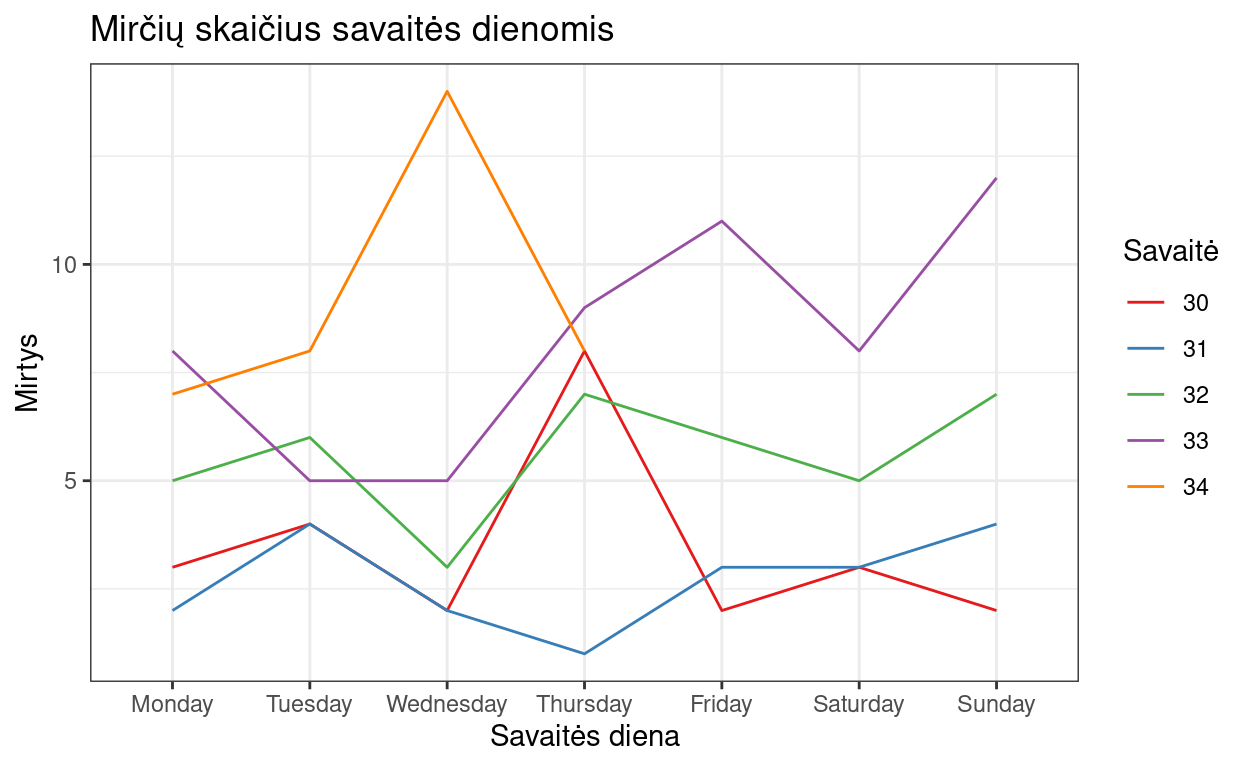 Mirčių skaičius savaitės dienomis
Mirtys
10
5
Monday Tuesday Wednesday Thursday Friday Saturday Sunday
Savaitės diena
Savaitė
30
31
32
33
34